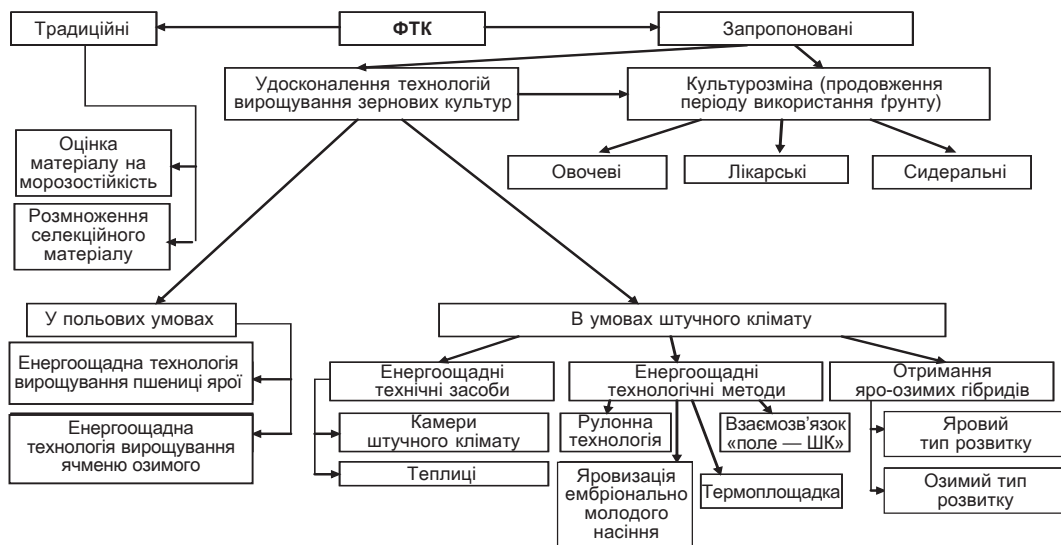 Традиційні
ФТК
Запропоновані
Удосконалення технологій
вирощування зернових культур
Культурозміна (продовження
періоду використання ґрунту)
Оцінка
матеріалу на
морозостійкість
Овочеві
Лікарські
Сидеральні
Розмноження
селекційного
матеріалу
У польових умовах
В умовах штучного клімату
Енергоощадна технологія
вирощування пшениці ярої
Енергоощадна
технологія вирощування
ячменю озимого
Енергоощадні
технічні засоби
Енергоощадні
технологічні методи
Отримання
яро-озимих гібридів
Камери
штучного клімату
Теплиці
Рулонна
технологія
Взаємозв'язок
«поле — ШК»
Яровизація
ембріонально
молодого
насіння
Термоплощадка
Яровий
тип розвитку
Озимий тип
розвитку